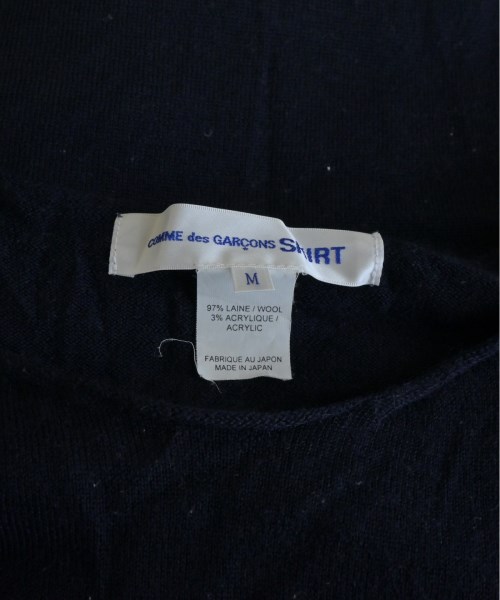 COMME des GARÇONS SHIRT
M
97% LAINE / WOOL
3% ACRYLIQUE /
ACRYLIC
FABRIQUE AU JAPON
MADE IN JAPAN